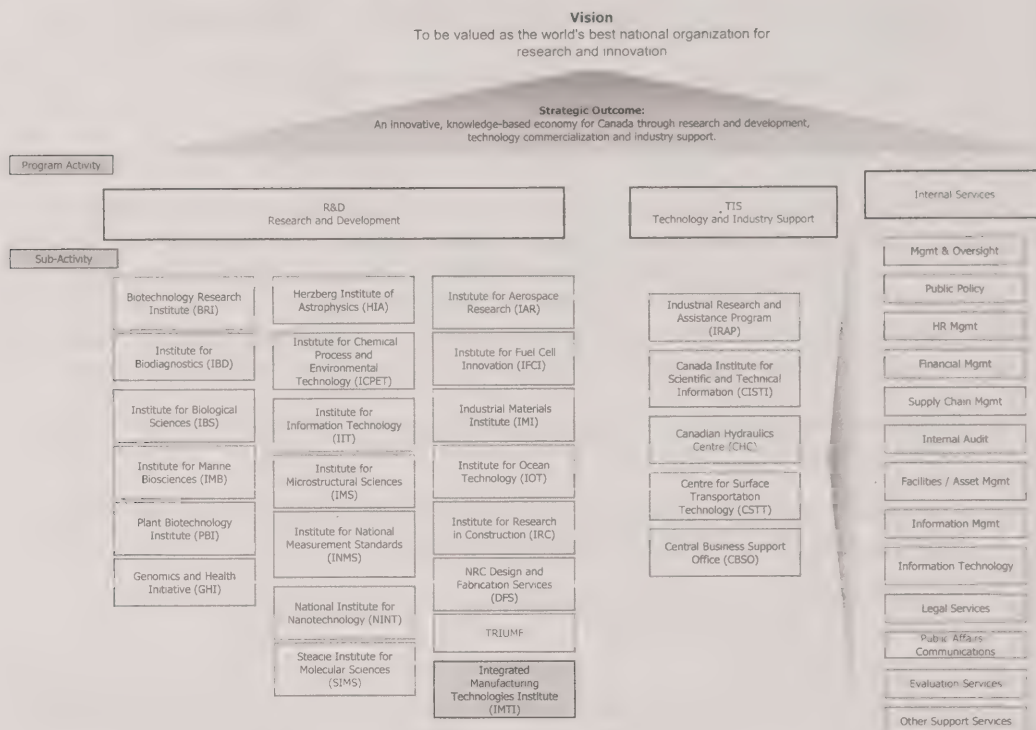 Vision
To be valued as the world's best national organization for
research and innovation
Strategic Outcome:
An innovative, knowledge-based economy for Canada through research and development,
technology commercialization and industry support.
Program Activity
R&D
Research and Development
TIS
Technology and Industry Support
Internal Services
Sub-Activity
Biotechnology Research
Institute (BRI)
Institute for
Biodiagnostics (IBD)
Institute for Biological
Sciences (IBS)
Institute for Marine
Biosciences (IMB)
Plant Biotechnology
Institute (PBI)
Genomics and Health
Initiative (GHI)
Herzberg Institute of
Astrophysics (HIA)
Institute for Chemical
Process and
Environmental
Technology (ICPET)
Institute for
Information Technology
(IIT)
Institute for
Microstructural Sciences
(IMS)
Institute for National
Measurement Standards
(INMS)
National Institute for
Nanotechnology (NINT)
Steacie Institute for
Molecular Sciences
(SIMS)
Institute for Aerospace
Research (IAR)
Institute for Fuel Cell
Innovation (IFCI)
Industrial Materials
Institute (IMI)
Institute for Ocean
Technology (IOT)
Institute for Research
in Construction (IRC)
NRC Design and
Fabrication Services
(DFS)
TRIUMF
Integrated
Manufacturing
Technologies Institute
(IMTI)
Industrial Research and
Assistance Program
(IRAP)
Canada Institute for
Scientific and Technical
Information (CISTI)
Canadian Hydraulics
Centre (CHC)
Centre for Surface
Transportation
Technology (CSTT)
Central Business Support
Office (CBSO)
Mgmt & Oversight
Public Policy
HR Mgmt
Financial Mgmt
Supply Chain Mgmt
Internal Audit
Facilities / Asset Mgmt
Information Mgmt
Information Technology
Legal Services
Public Affairs
Communications
Evaluation Services
Other Support Services